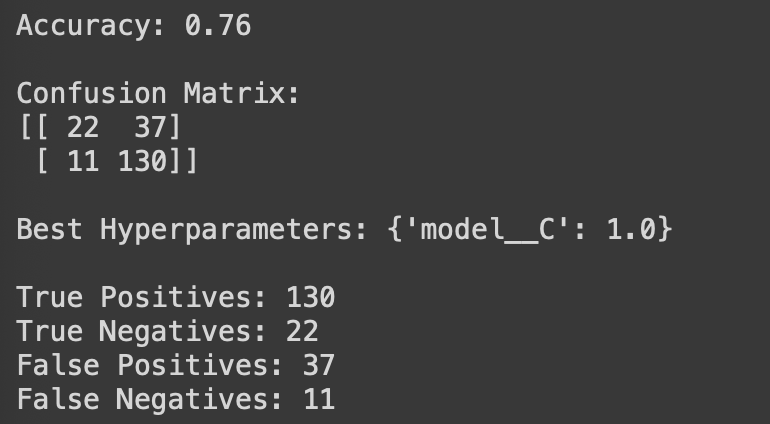 Accuracy: 0.76
Confusion Matrix:
[[ 22  37]
 [ 11 130]]
Best Hyperparameters: {'model__C': 1.0}
True Positives: 130
True Negatives: 22
False Positives: 37
False Negatives: 11